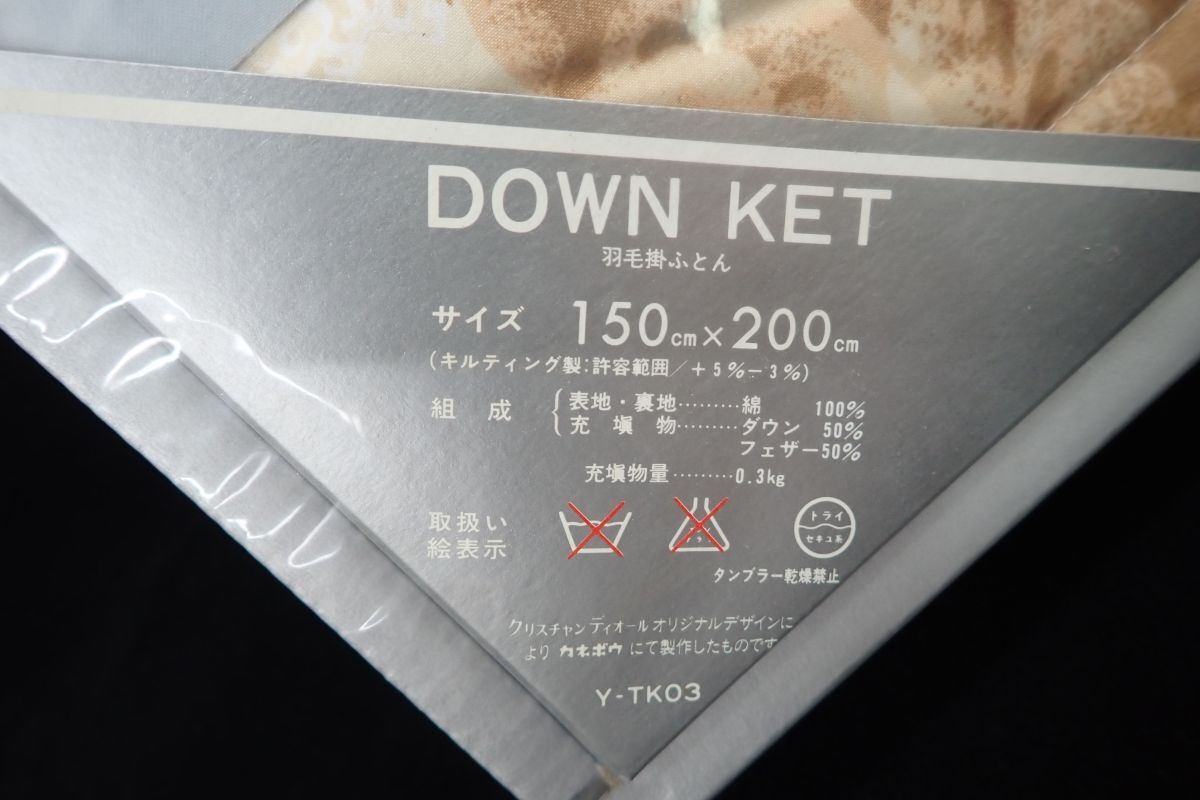 DOWN KET
羽毛掛ふとん
サイズ 150cm×200cm
(キルティング製:許容範囲/+5%−3%)
組成 { 表地・裏地………綿 100%
充塡物………ダウン 50%
フェザー50%
充塡物量………0.3kg
取扱い
絵表示
ドライ
セキユ系
タンブラー乾燥禁止
クリスチャン ディオール オリジナルデザインに
より カネボウ にて製作したものです
Y-TK03